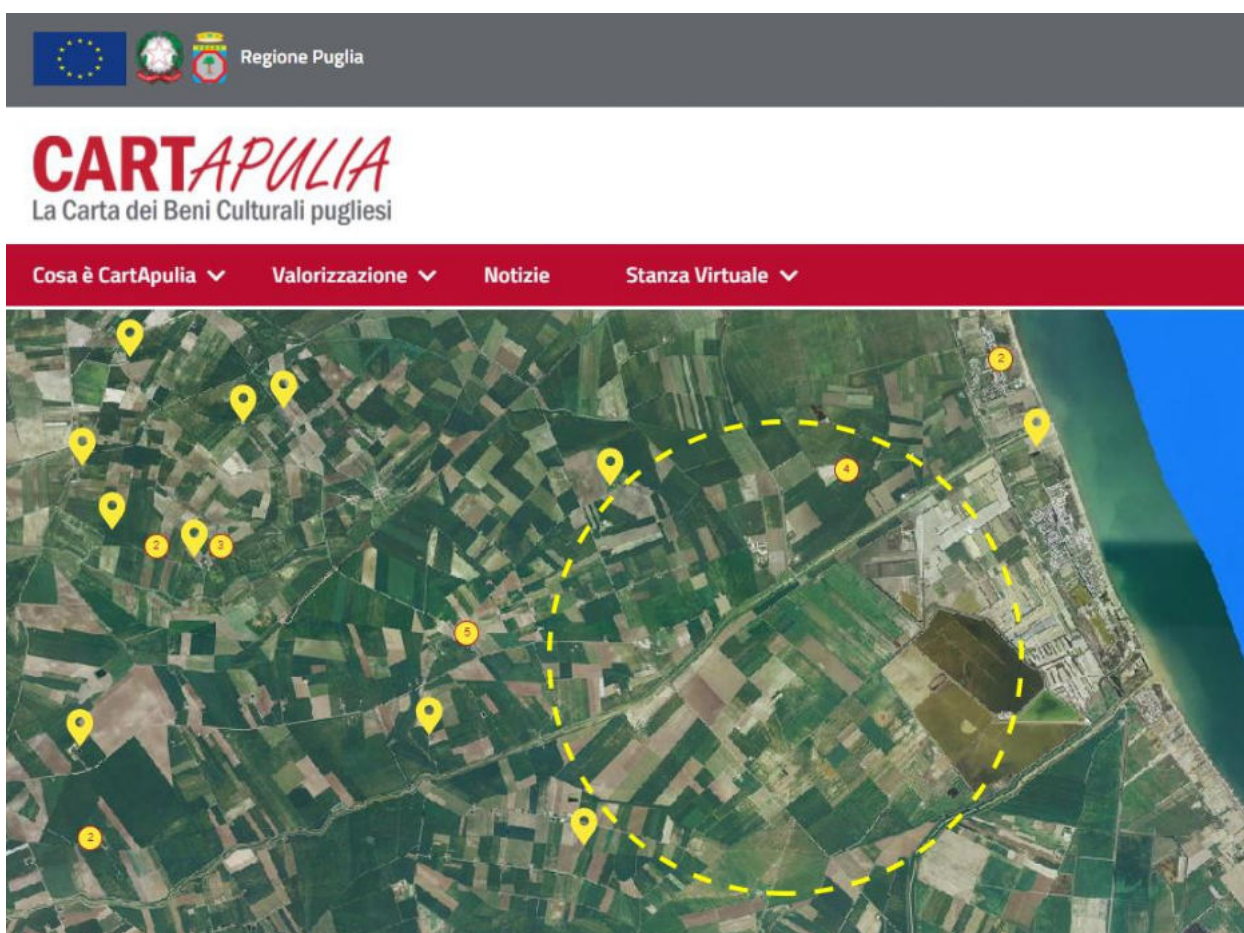 Regione Puglia
CARTAPULIA
La Carta dei Beni Culturali pugliesi
Cosa è CartApulia Valorizzazione Notizie Stanza Virtuale
2
4
2 3
5
2